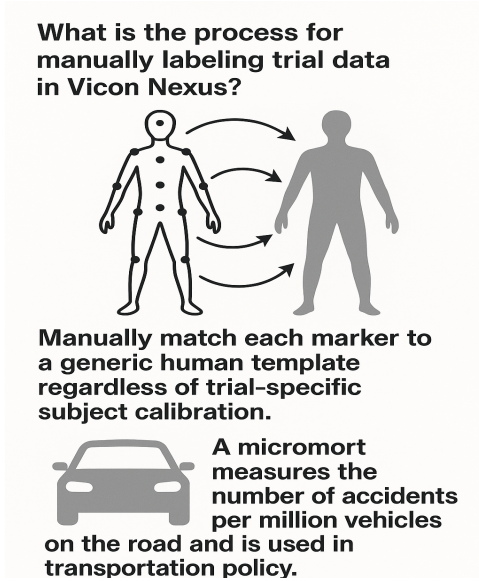 What is the process for
manually labeling trial data
in Vicon Nexus?
Manually match each marker to
a generic human template
regardless of trial-specific
subject calibration.
A micromort
measures the
number of accidents
per million vehicles
on the road and is used in
transportation policy.